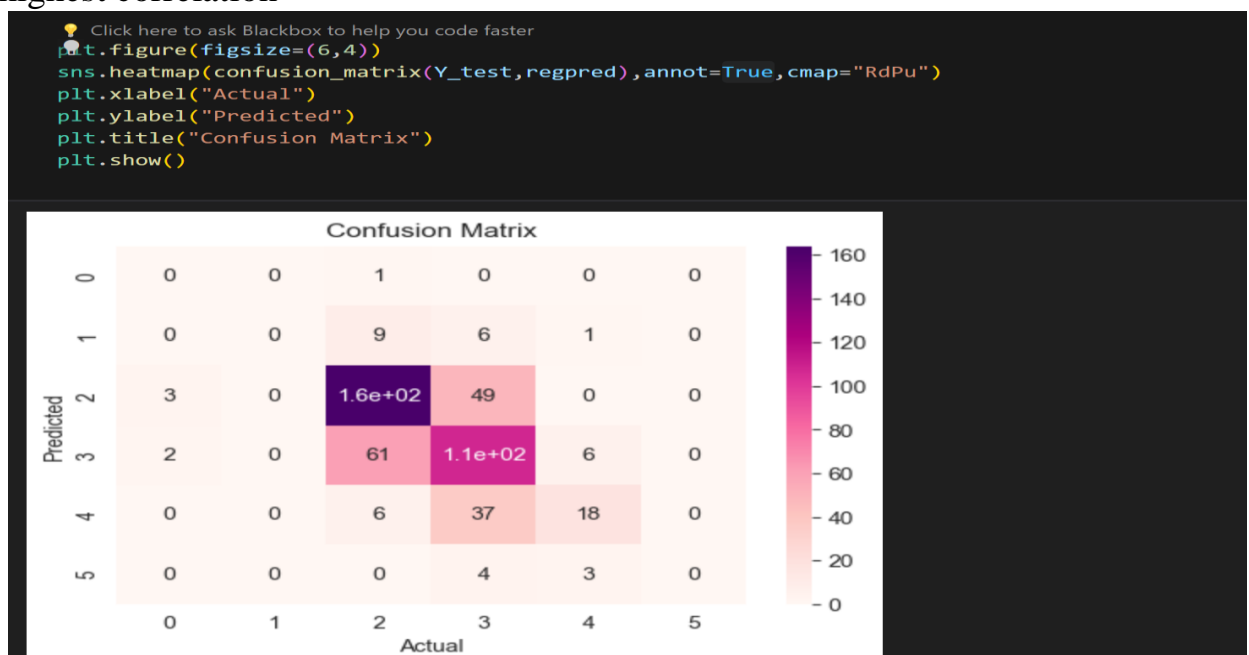 highest correlation
Click here to ask Blackbox to help you code faster
plt.figure(figsize=(6,4))
sns.heatmap(confusion_matrix(Y_test,regpred),annot=True,cmap="RdPu")
plt.xlabel("Actual")
plt.ylabel("Predicted")
plt.title("Confusion Matrix")
plt.show()
Confusion Matrix
0 0 0 1 0 0 0
1 0 0 9 6 1 0
2 3 0 1.6e+02 49 0 0
3 2 0 61 1.1e+02 6 0
4 0 0 6 37 18 0
5 0 0 0 4 3 0
0 1 2 3 4 5
Predicted
Actual
160
140
120
100
80
60
40
20
0